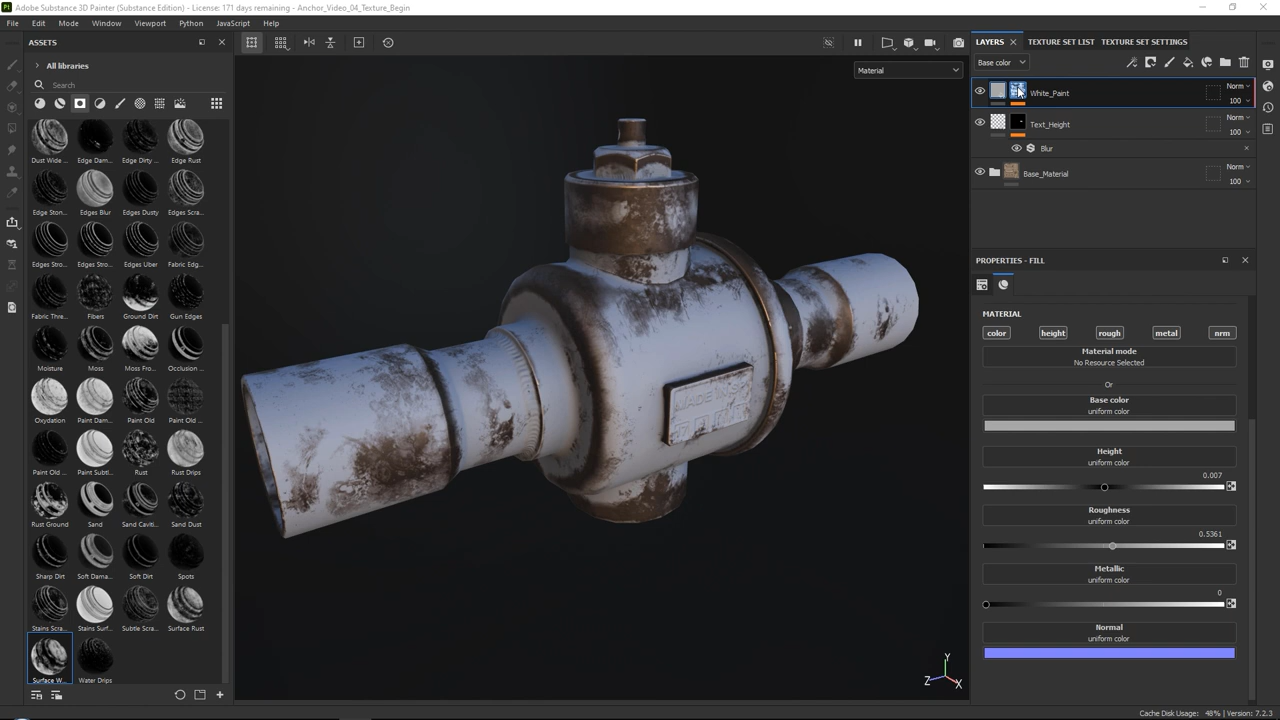 Adobe Substance 3D Painter (Substance Edition) - License: 171 days remaining - Anchor_Video_04_Texture_Begin
File Edit Mode Window Viewport Python JavaScript Help
ASSETS
All libraries
Search
Dust Wide ... Edge Dam... Edge Dirty ... Edge Rust
Edge Ston... Edges Blur Edges Dusty Edges Scra...
Edges Stro... Edges Stro... Edges Uber Fabric Edg...
Fabric Thre... Fibers Ground Dirt Gun Edges
Moisture Moss Moss Fro... Occlusion ...
Oxydation Paint Dam... Paint Old Paint Old ...
Paint Old ... Paint Subtl... Rust Rust Drips
Rust Ground Sand Sand Caviti... Sand Dust
Sharp Dirt Soft Dama... Soft Dirt Spots
Stains Scra... Stains Surf... Subtle Scra... Surface Rust
Surface W... Water Drips
Material
MADE IN
Y
Z X
LAYERS TEXTURE SET LIST TEXTURE SET SETTINGS
Base color
White_Paint Norm
100
Text_Height Norm
100
Blur
Base_Material Norm
100
PROPERTIES - FILL
MATERIAL
color height rough metal nrm
Material mode
No Resource Selected
Or
Base color
uniform color
Height
uniform color
0.007
Roughness
uniform color
0.5361
Metallic
uniform color
0
Normal
uniform color
Cache Disk Usage: 48% | Version: 7.2.3